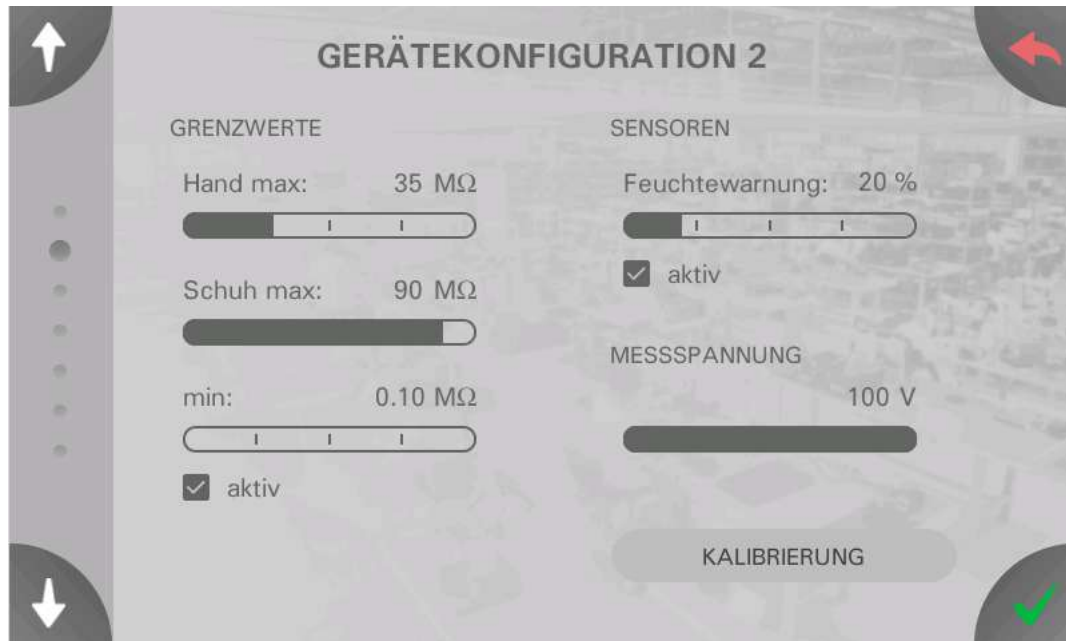 GERÄTEKONFIGURATION 2
GRENZWERTE
Hand max: 35 MΩ
Schuh max: 90 MΩ
min: 0.10 MΩ
aktiv
SENSOREN
Feuchtewarnung: 20 %
aktiv
MESSSPANNUNG
100 V
KALIBRIERUNG